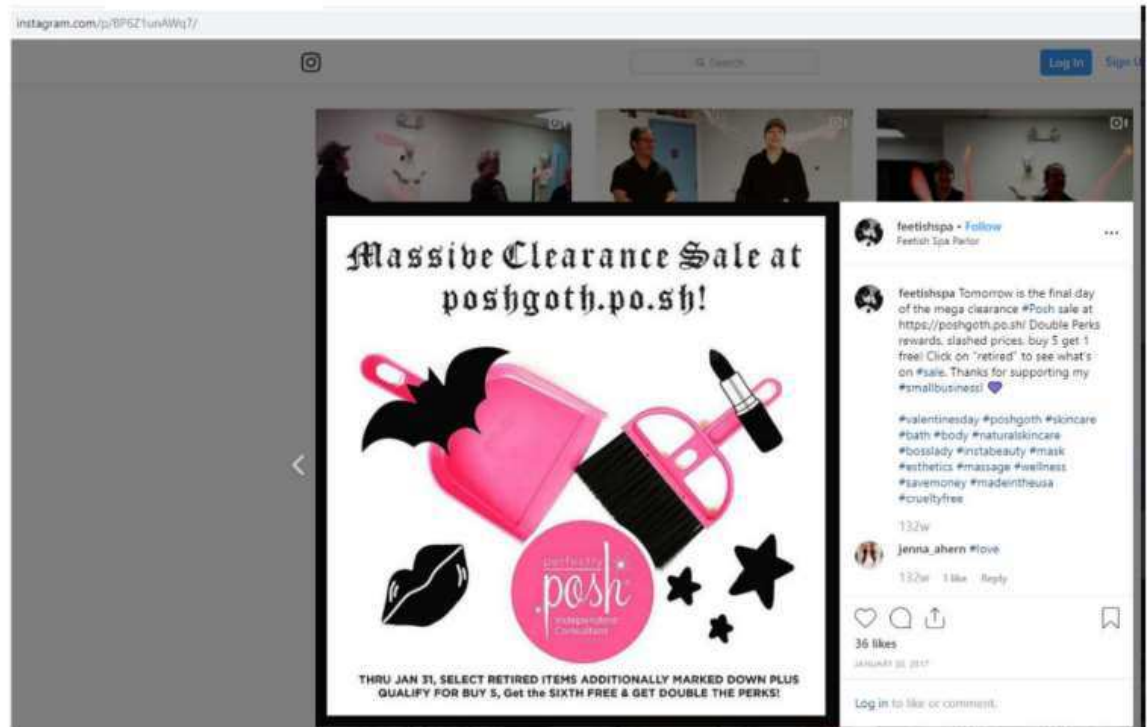 instagram.com/p/BP6Z1unAWq7/
Search
Log In
Sign U
Massive Clearance Sale at
poshgoth.po.sh!
perfectly
posh
Independent
Consultant
THRU JAN 31, SELECT RETIRED ITEMS ADDITIONALLY MARKED DOWN PLUS
QUALIFY FOR BUY 5, Get the SIXTH FREE & GET DOUBLE THE PERKS!
feetishspa • Follow
Feetish Spa Parlor
feetishspa Tomorrow is the final day
of the mega clearance #Posh sale at
https://poshgoth.po.sh! Double Perks
rewards, slashed prices, buy 5 get 1
free! Click on "retired" to see what's
on #sale. Thanks for supporting my
#smallbusiness! 💜
#valentinesday #poshgoth #skincare
#bath #body #naturalskincare
#bosslady #instabeauty #mask
#esthetics #massage #wellness
#savemoney #madeintheusa
#crueltyfree
132w
jenna_ahern #love
132w 1 like Reply
36 likes
JANUARY 30, 2017
Log in to like or comment.